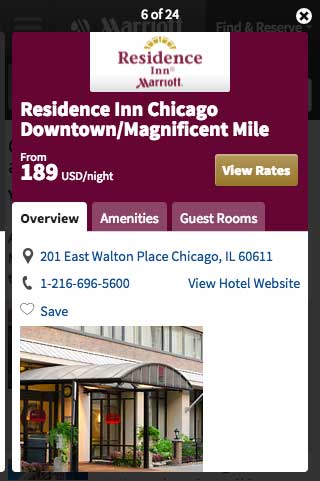 6 of 24
Find & Reserve
Residence
Inn®
Marriott
Residence Inn Chicago
Downtown/Magnificent Mile
From
189 USD/night
View Rates
Overview
Amenities
Guest Rooms
201 East Walton Place Chicago, IL 60611
1-216-696-5600
View Hotel Website
Save